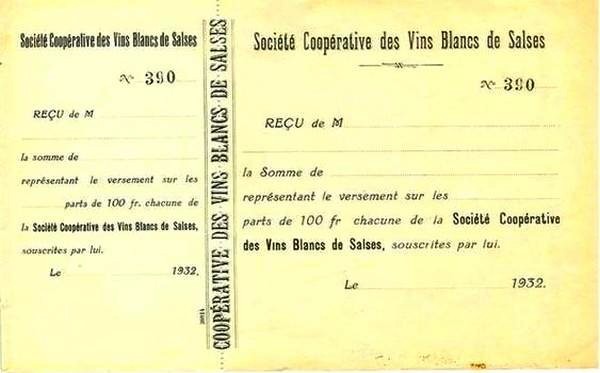 Société Coopérative des Vins Blancs de Salses
N° 390
REÇU de M
la somme de
représentant le versement sur les
parts de 100 fr. chacune de
la Société Coopérative des Vins Blancs de Salses,
souscrites par lui.
Le 1932.
COOPÉRATIVE DES VINS BLANCS DE SALSES
Société Coopérative des Vins Blancs de Salses
N° 390
REÇU de M
la Somme de
représentant le versement sur les
parts de 100 fr chacune de la Société Coopérative
des Vins Blancs de Salses, souscrites par lui.
Le 1932.